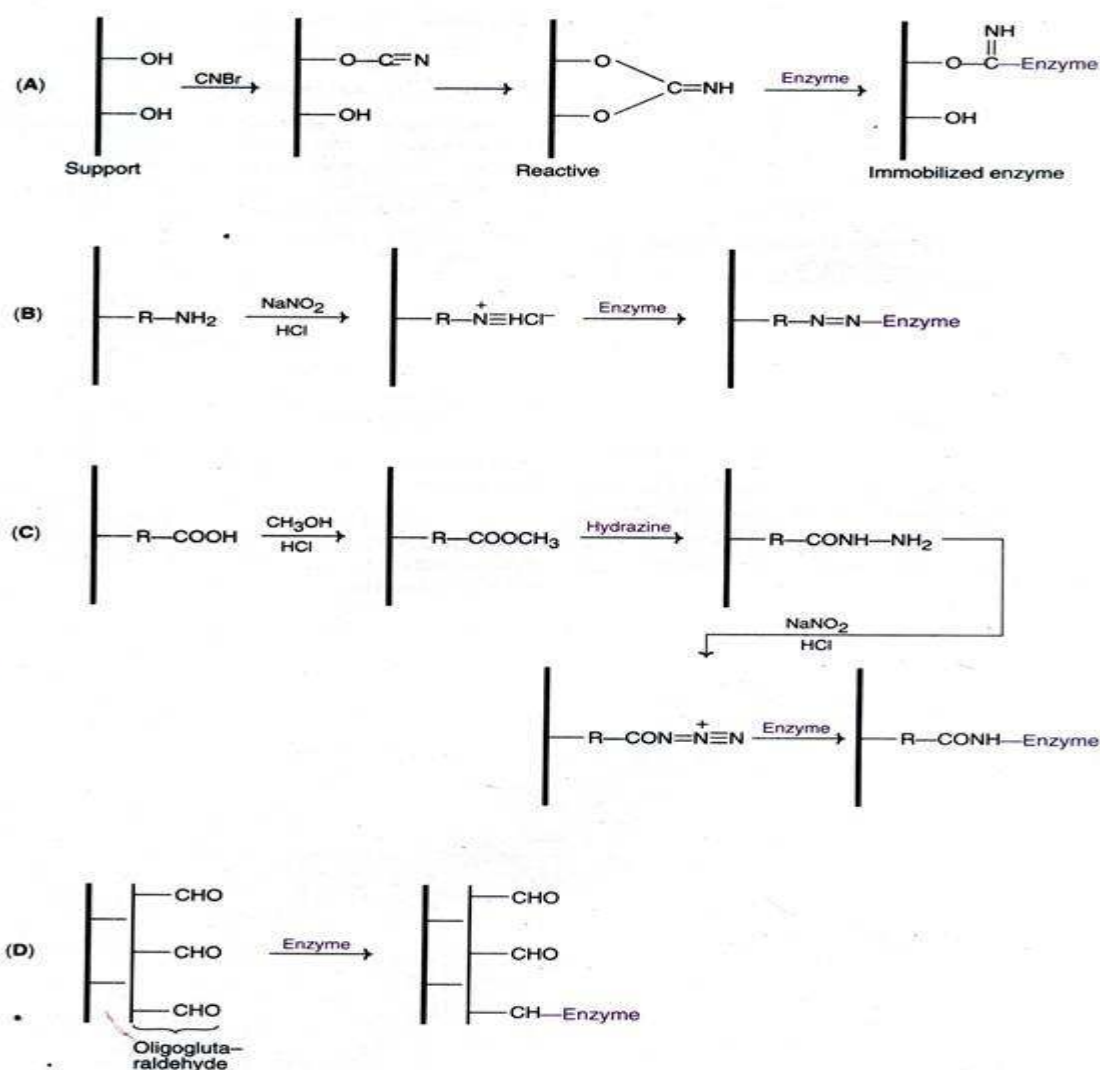 (A)
OH
OH
Support
CNBr
O—C≡N
OH
O
O
C=NH
Reactive
Enzyme
NH
O—C—Enzyme
OH
Immobilized enzyme
(B)
R—NH₂
NaNO₂
HCl
R—N⁺≡HCl⁻
Enzyme
R—N=N—Enzyme
(C)
R—COOH
CH₃OH
HCl
R—COOCH₃
Hydrazine
R—CONH—NH₂
NaNO₂
HCl
R—CON=N⁺≡N
Enzyme
R—CONH—Enzyme
(D)
CHO
CHO
CHO
Oligogluta–
raldehyde
Enzyme
CHO
CHO
CH—Enzyme